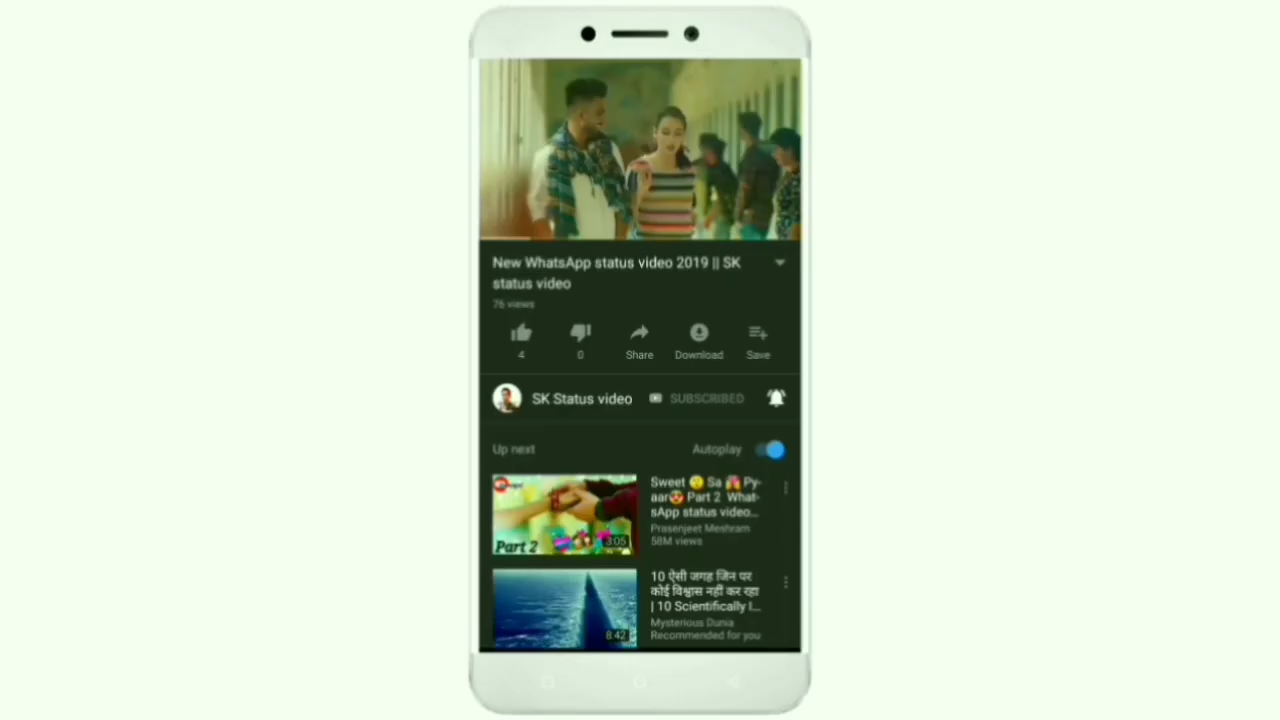 New WhatsApp status video 2019 || SK
status video
76 views
4
0
Share
Download
Save
SK Status video
SUBSCRIBED
Up next
Autoplay
Sweet 😗 Sa 💏 Py-
aar😍 Part 2 What-
sApp status video...
Prasenjeet Meshram
58M views
Part 2
3:05
10 ऐसी जगह जिन पर
कोई विश्वास नहीं कर रहा
| 10 Scientifically I...
Mysterious Dunia
Recommended for you
8:42